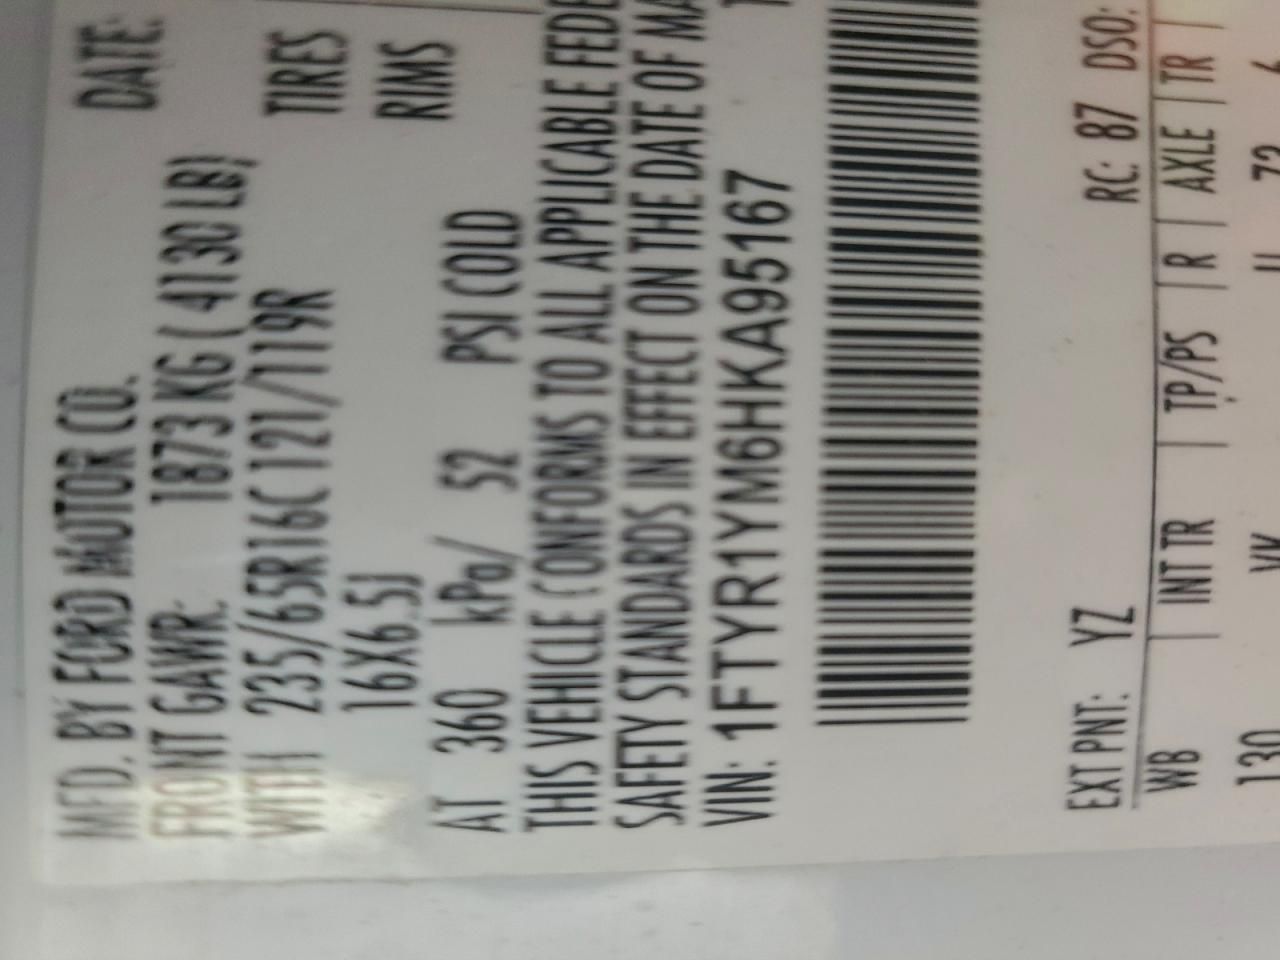 MFD. BY FORD MOTOR CO. DATE:
FRONT GAWR: 1873 KG ( 4130 LB)
WITH 235/65R16C 121/119R TIRES
16X6.5J RIMS
AT 360 kPa/ 52 PSI COLD
THIS VEHICLE CONFORMS TO ALL APPLICABLE FEDE
SAFETY STANDARDS IN EFFECT ON THE DATE OF MA
VIN: 1FTYR1YM6HKA95167
EXT PNT: YZ RC: 87 DSO:
WB | INT TR | TP/PS | R | AXLE | TR |
130 VK